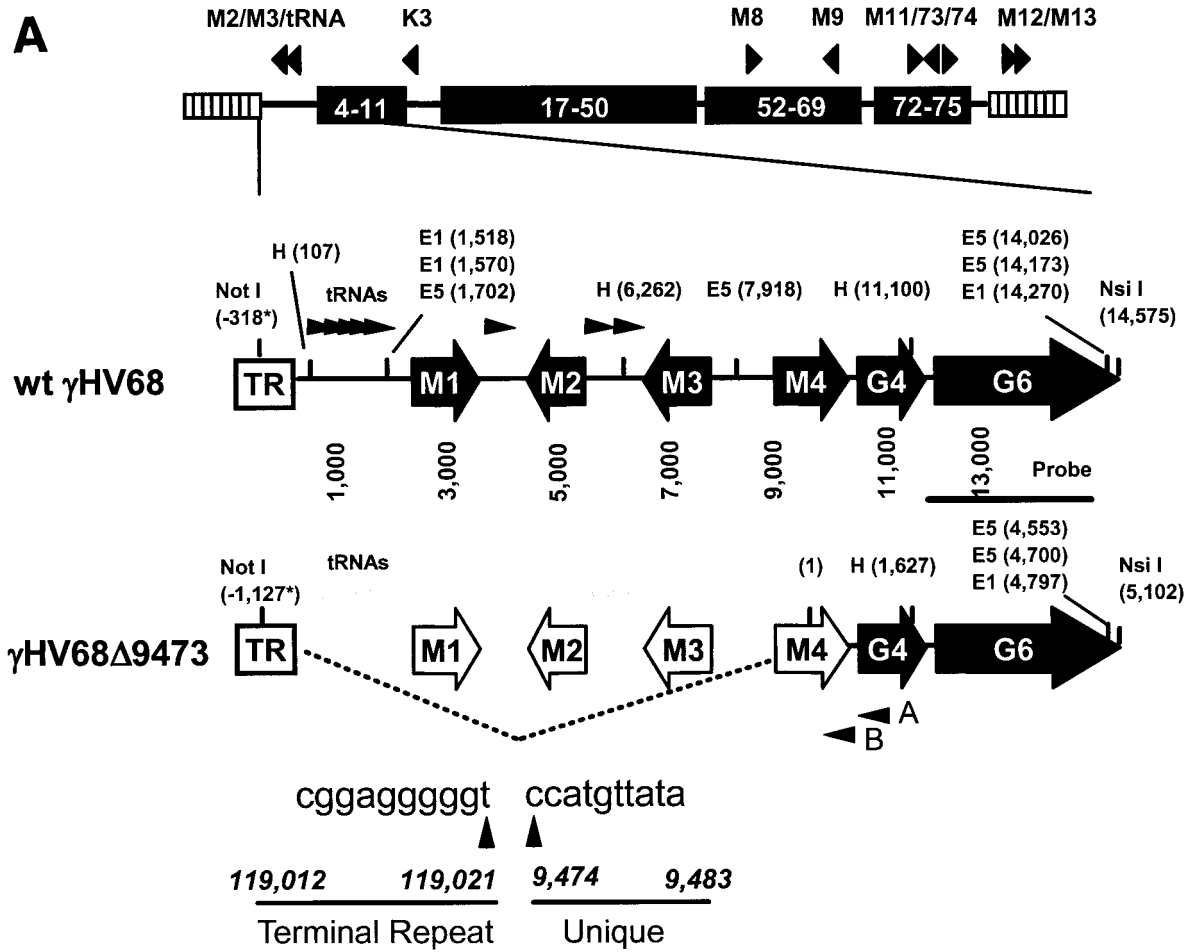 A
M2/M3/tRNA K3 M8 M9 M11/73/74 M12/M13
4-11 17-50 52-69 72-75
H (107)
E1 (1,518)
E1 (1,570)
E5 (1,702)
E5 (14,026)
E5 (14,173)
E1 (14,270)
Not I
(-318*)
tRNAs
H (6,262) E5 (7,918) H (11,100)
Nsi I
(14,575)
wt γHV68
TR M1 M2 M3 M4 G4 G6
1,000 3,000 5,000 7,000 9,000 11,000 13,000
Probe
E5 (4,553)
E5 (4,700)
E1 (4,797)
Not I
(-1,127*)
tRNAs
(1) H (1,627)
Nsi I
(5,102)
γHV68Δ9473
TR M1 M2 M3 M4 G4 G6
A
B
cggagggggt ccatgttata
119,012 119,021 9,474 9,483
Terminal Repeat Unique